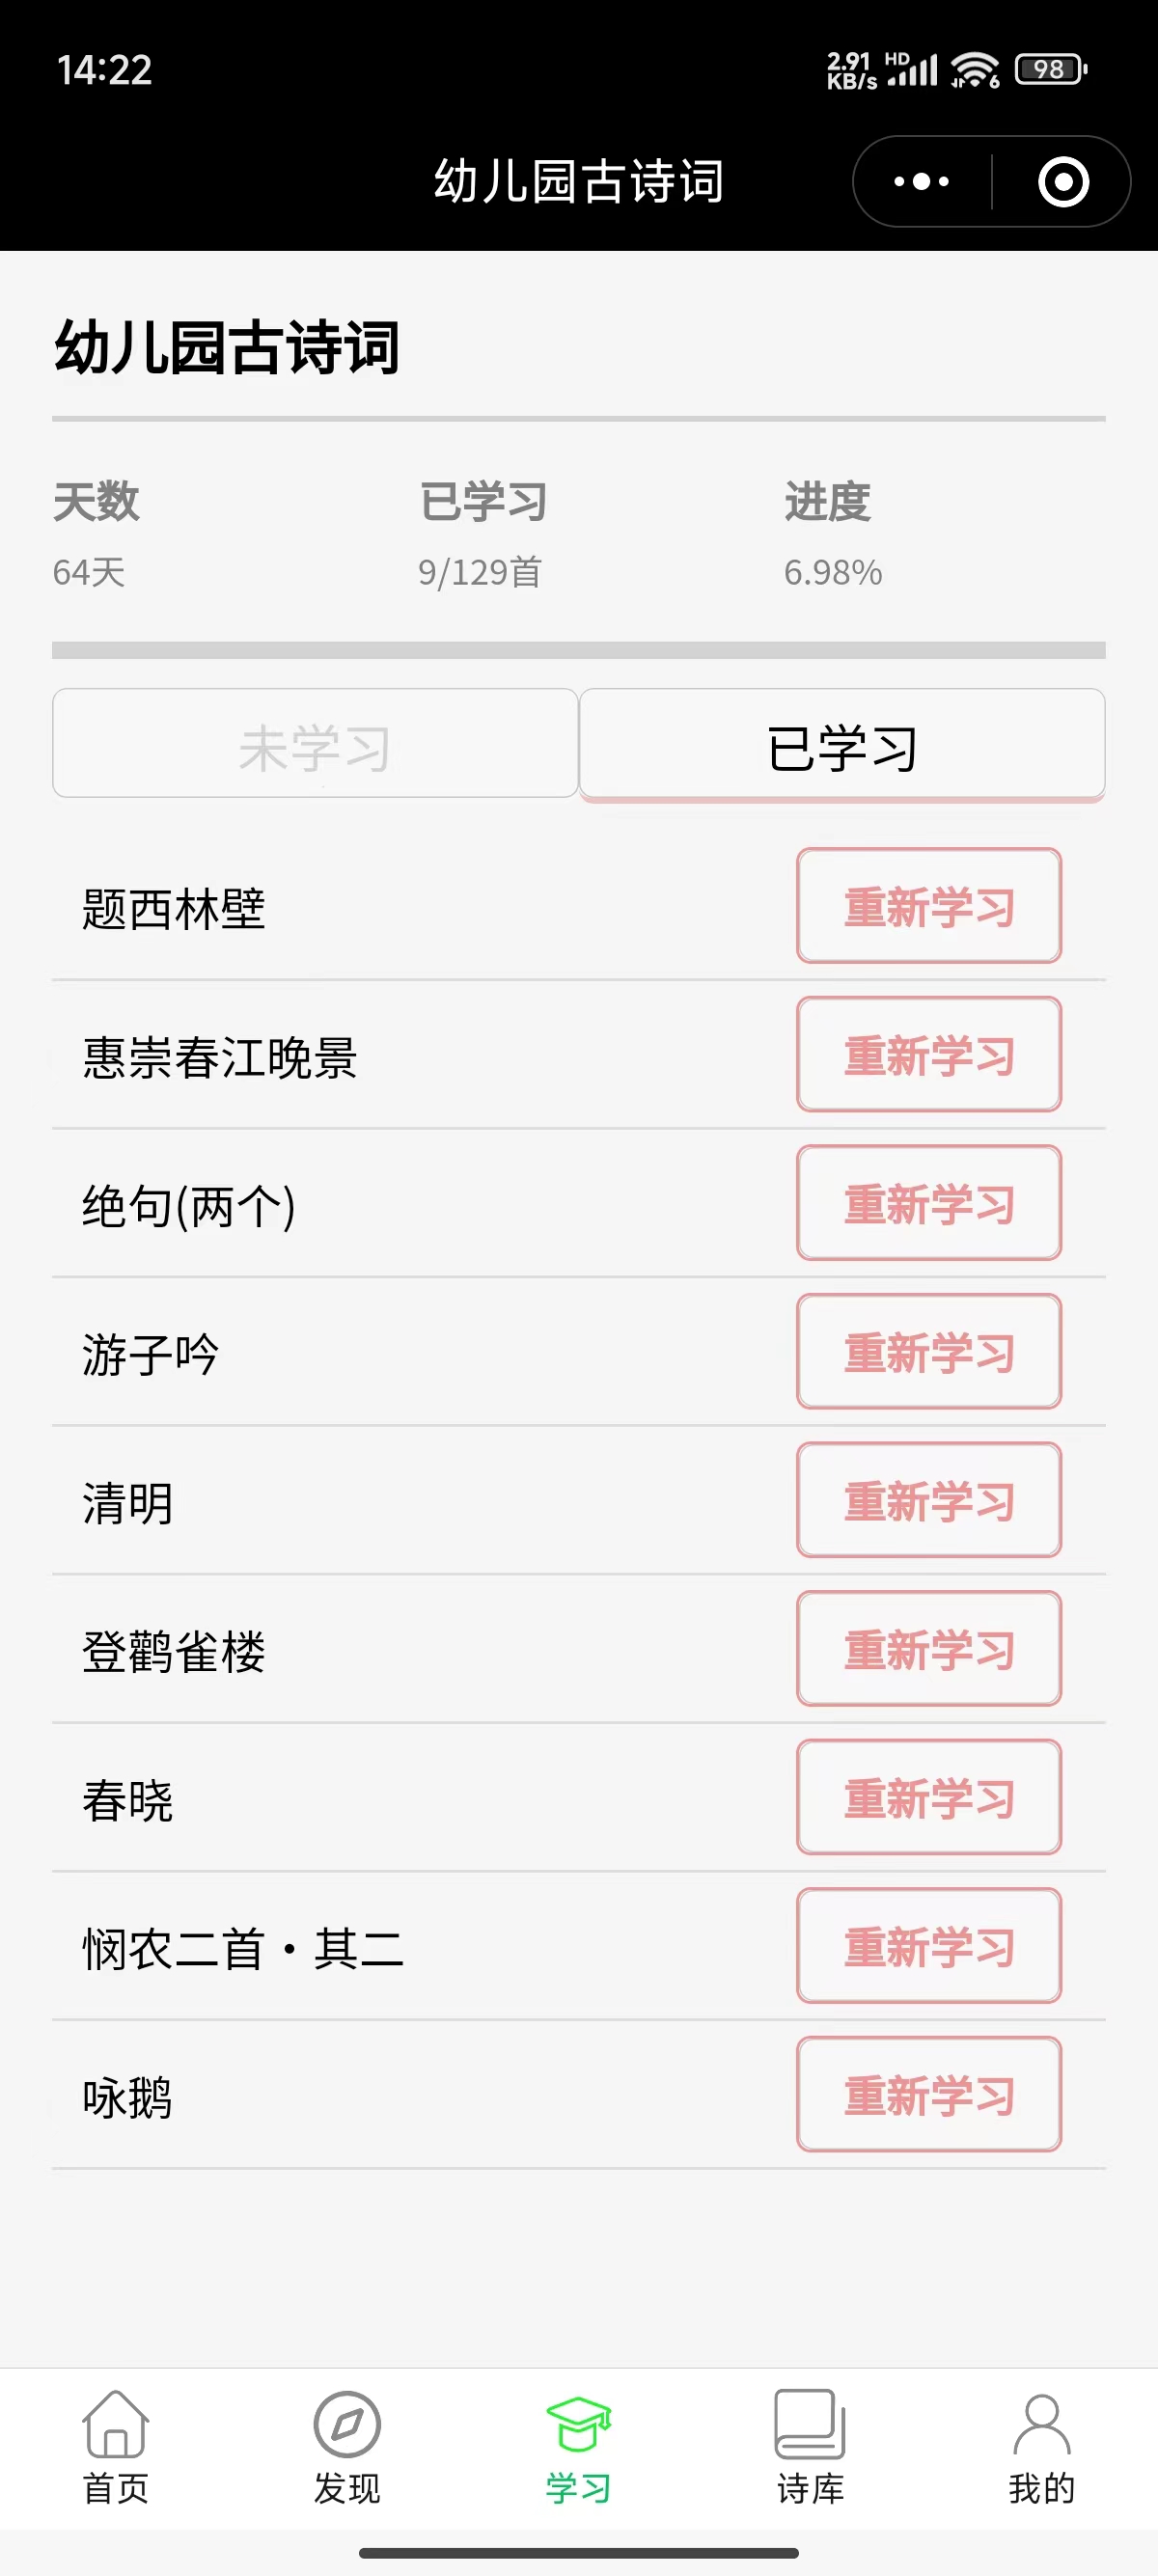 14:22
2.91 KB/s HD 6 98
幼儿园古诗词
幼儿园古诗词
天数 已学习 进度
64天 9/129首 6.98%
未学习 已学习
题西林壁 重新学习
惠崇春江晚景 重新学习
绝句(两个) 重新学习
游子吟 重新学习
清明 重新学习
登鹳雀楼 重新学习
春晓 重新学习
悯农二首·其二 重新学习
咏鹅 重新学习
首页 发现 学习 诗库 我的